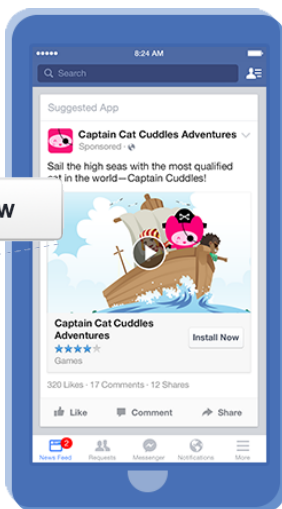 8:24 AM
Search
Suggested App
Captain Cat Cuddles Adventures
Sponsored
Sail the high seas with the most qualified
in the world—Captain Cuddles!
w
Captain Cat Cuddles
Adventures
Install Now
Games
320 Likes · 17 Comments · 12 Shares
Like Comment Share
2
News Feed Requests Messenger Notifications More